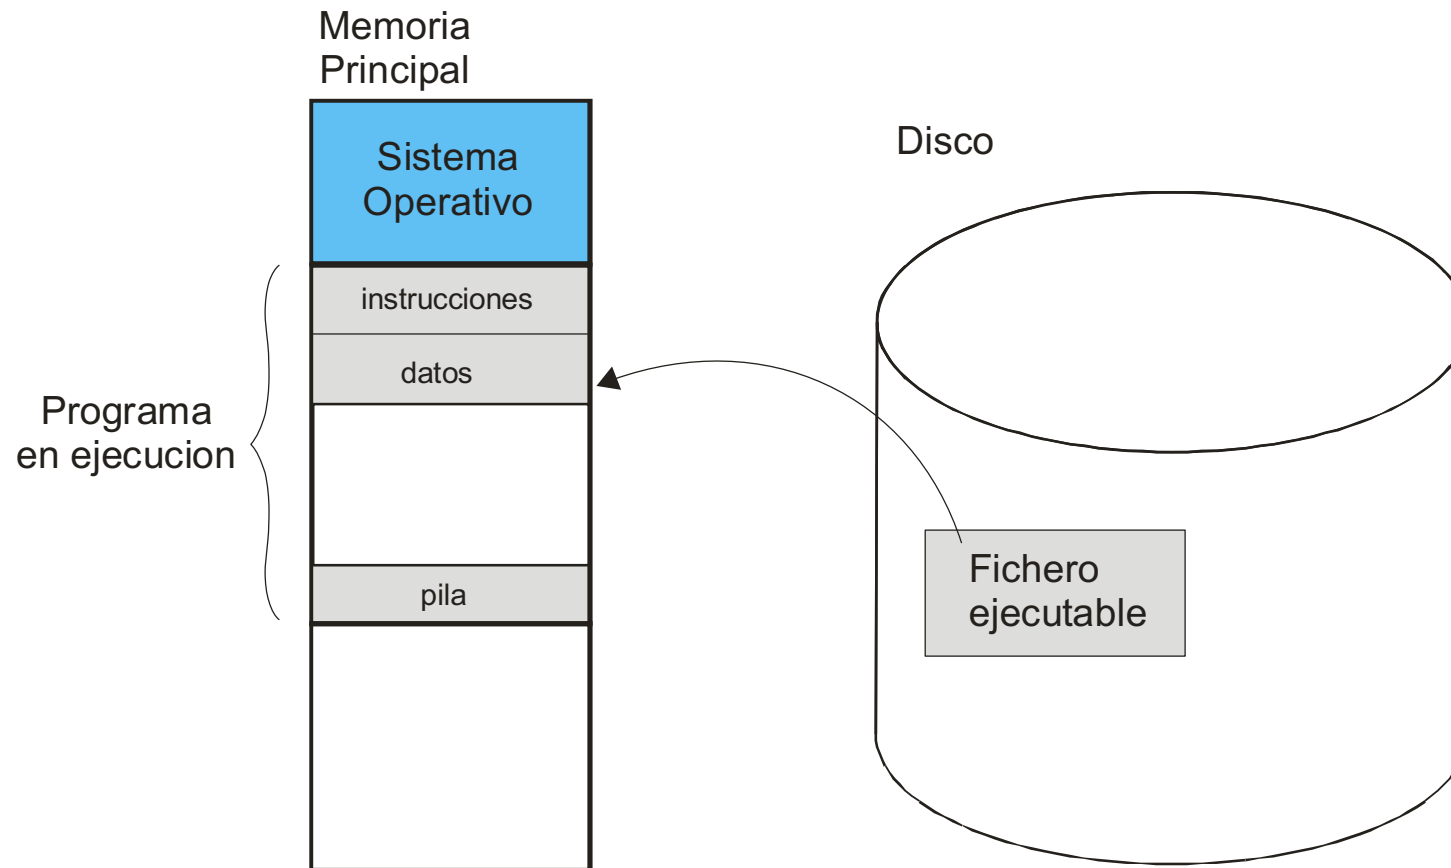 Memoria
Principal
Sistema
Operativo
Disco
instrucciones
datos
Programa
en ejecucion
Fichero
ejecutable
pila